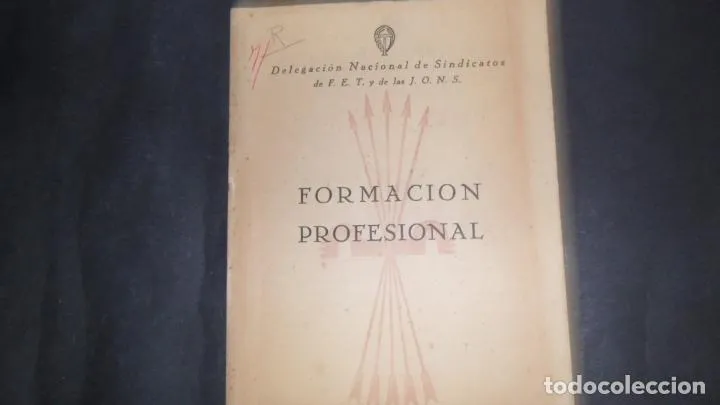 R
Delegación Nacional de Sindicatos
de F. E. T. y de las J. O. N. S.
FORMACION
PROFESIONAL
todocoleccion